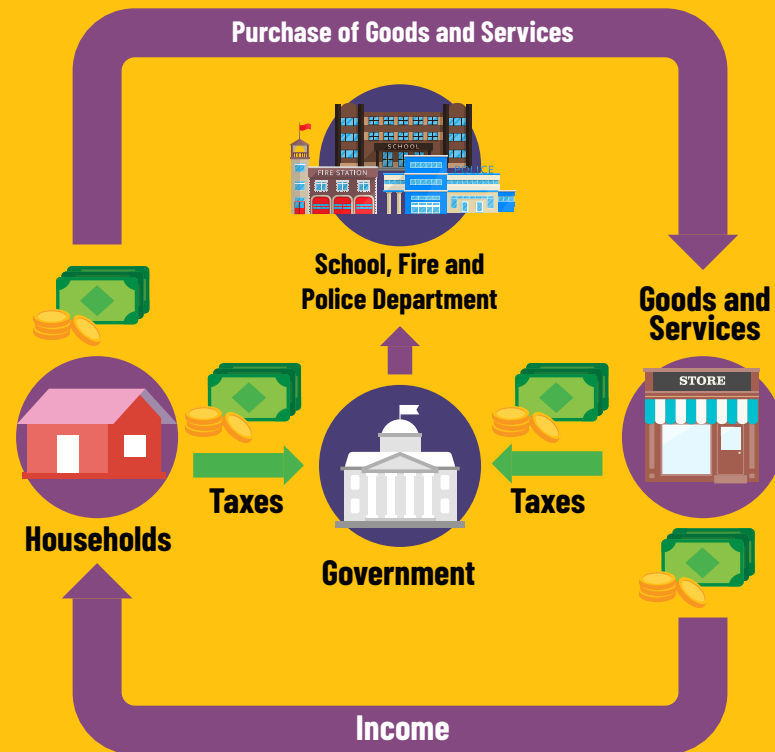 Purchase of Goods and Services
SCHOOL
FIRE STATION
POLICE
School, Fire and
Police Department
Goods and
Services
STORE
Taxes
Taxes
Households
Government
Income